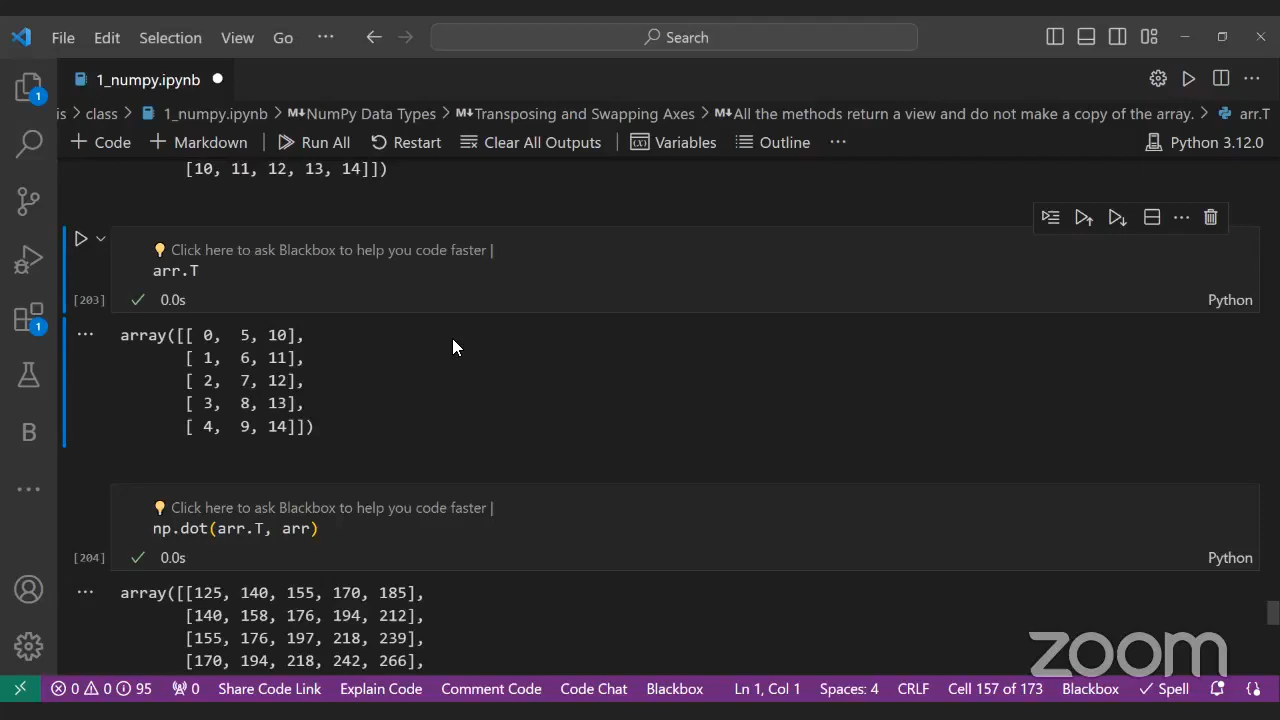 File Edit Selection View Go ··· Search
1_numpy.ipynb
is > class > 1_numpy.ipynb > M↓NumPy Data Types > M↓Transposing and Swapping Axes > M↓All the methods return a view and do not make a copy of the array. > arr.T
+ Code + Markdown Run All Restart Clear All Outputs Variables Outline ··· Python 3.12.0
[10, 11, 12, 13, 14]])
1
Click here to ask Blackbox to help you code faster |
arr.T
[203] 0.0s Python
1
array([[ 0, 5, 10],
[ 1, 6, 11],
[ 2, 7, 12],
[ 3, 8, 13],
[ 4, 9, 14]])
B
Click here to ask Blackbox to help you code faster |
np.dot(arr.T, arr)
[204] 0.0s Python
array([[125, 140, 155, 170, 185],
[140, 158, 176, 194, 212],
[155, 176, 197, 218, 239],
[170, 194, 218, 242, 266],
zoom
0 0 95 0 Share Code Link Explain Code Comment Code Code Chat Blackbox Ln 1, Col 1 Spaces: 4 CRLF Cell 157 of 173 Blackbox Spell